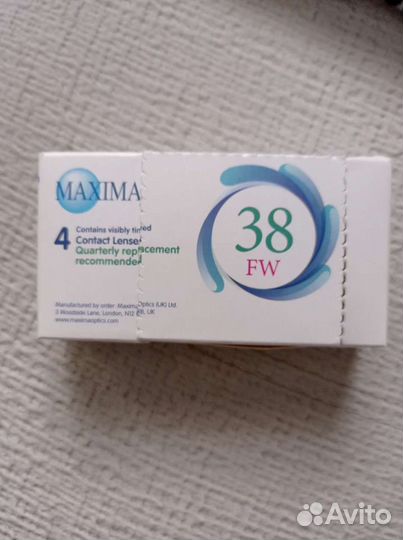 MAXIMA
4 Contains visibly tinted
Contact Lenses
Quarterly replacement
recommended
38
FW
Manufactured by order: Maxima Optics (UK) Ltd.
3 Woodside Lane, London, N12 UK
www.maximaoptics.com
Avito